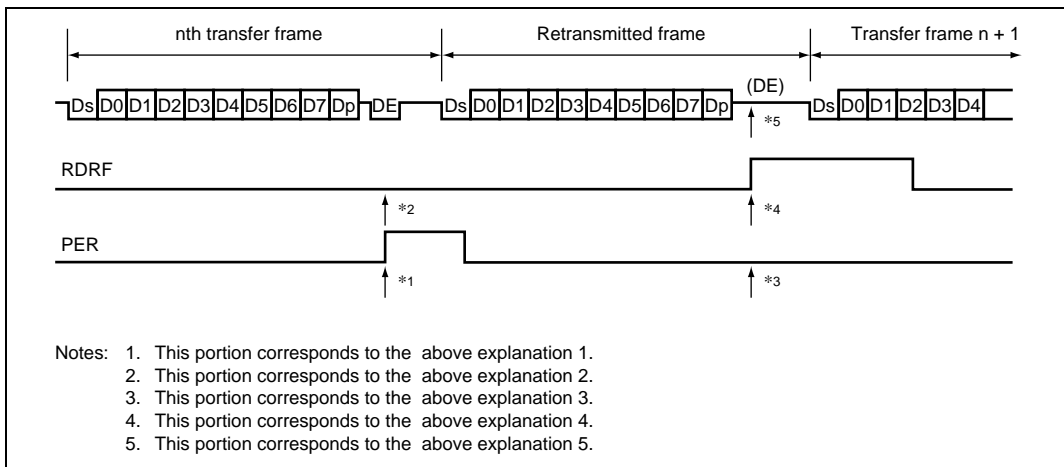 nth transfer frame Retransmitted frame Transfer frame n + 1
(DE)
Ds D0 D1 D2 D3 D4 D5 D6 D7 Dp DE Ds D0 D1 D2 D3 D4 D5 D6 D7 Dp Ds D0 D1 D2 D3 D4
*5
RDRF
*2 *4
PER
*1 *3
Notes: 1. This portion corresponds to the above explanation 1.
2. This portion corresponds to the above explanation 2.
3. This portion corresponds to the above explanation 3.
4. This portion corresponds to the above explanation 4.
5. This portion corresponds to the above explanation 5.